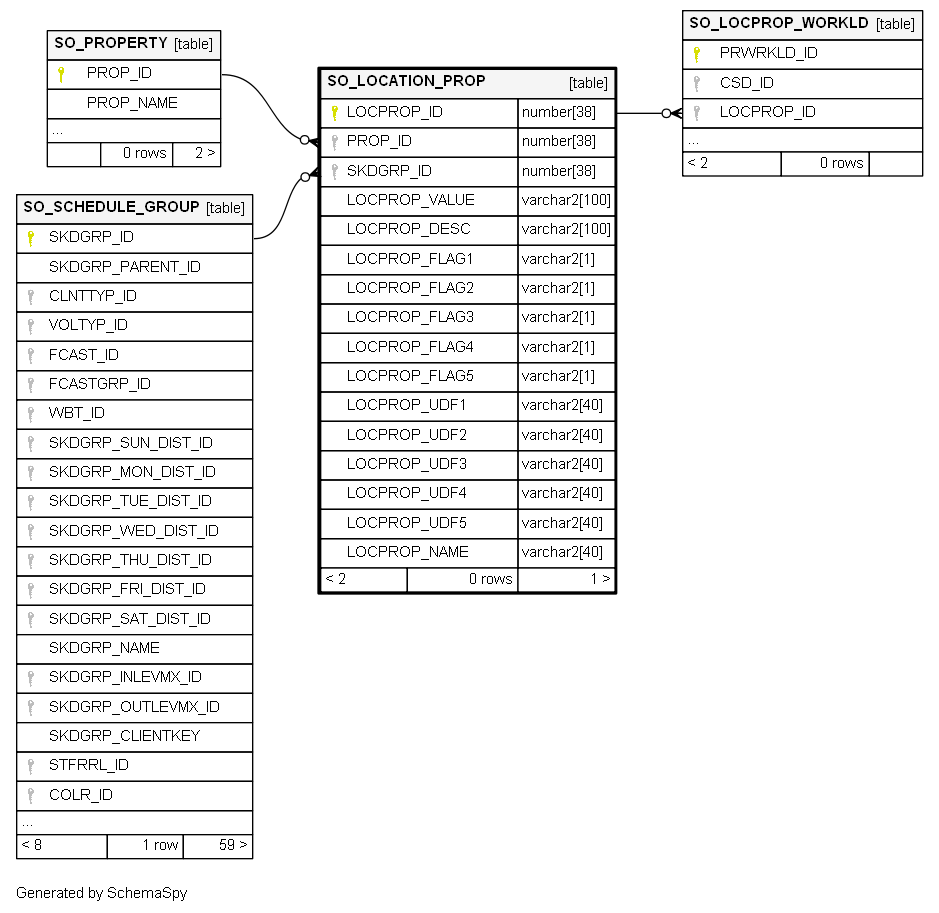 SO_PROPERTY [table]
PROP_ID
PROP_NAME
...
0 rows 2 >
SO_SCHEDULE_GROUP [table]
SKDGRP_ID
SKDGRP_PARENT_ID
CLNTTYP_ID
VOLTYP_ID
FCAST_ID
FCASTGRP_ID
WBT_ID
SKDGRP_SUN_DIST_ID
SKDGRP_MON_DIST_ID
SKDGRP_TUE_DIST_ID
SKDGRP_WED_DIST_ID
SKDGRP_THU_DIST_ID
SKDGRP_FRI_DIST_ID
SKDGRP_SAT_DIST_ID
SKDGRP_NAME
SKDGRP_INLEVMX_ID
SKDGRP_OUTLEVMX_ID
SKDGRP_CLIENTKEY
STFRRL_ID
COLR_ID
...
< 8 1 row 59 >
SO_LOCATION_PROP [table]
LOCPROP_ID number[38]
PROP_ID number[38]
SKDGRP_ID number[38]
LOCPROP_VALUE varchar2[100]
LOCPROP_DESC varchar2[100]
LOCPROP_FLAG1 varchar2[1]
LOCPROP_FLAG2 varchar2[1]
LOCPROP_FLAG3 varchar2[1]
LOCPROP_FLAG4 varchar2[1]
LOCPROP_FLAG5 varchar2[1]
LOCPROP_UDF1 varchar2[40]
LOCPROP_UDF2 varchar2[40]
LOCPROP_UDF3 varchar2[40]
LOCPROP_UDF4 varchar2[40]
LOCPROP_UDF5 varchar2[40]
LOCPROP_NAME varchar2[40]
< 2 0 rows 1 >
SO_LOCPROP_WORKLD [table]
PRWRKLD_ID
CSD_ID
LOCPROP_ID
...
< 2 0 rows
Generated by SchemaSpy